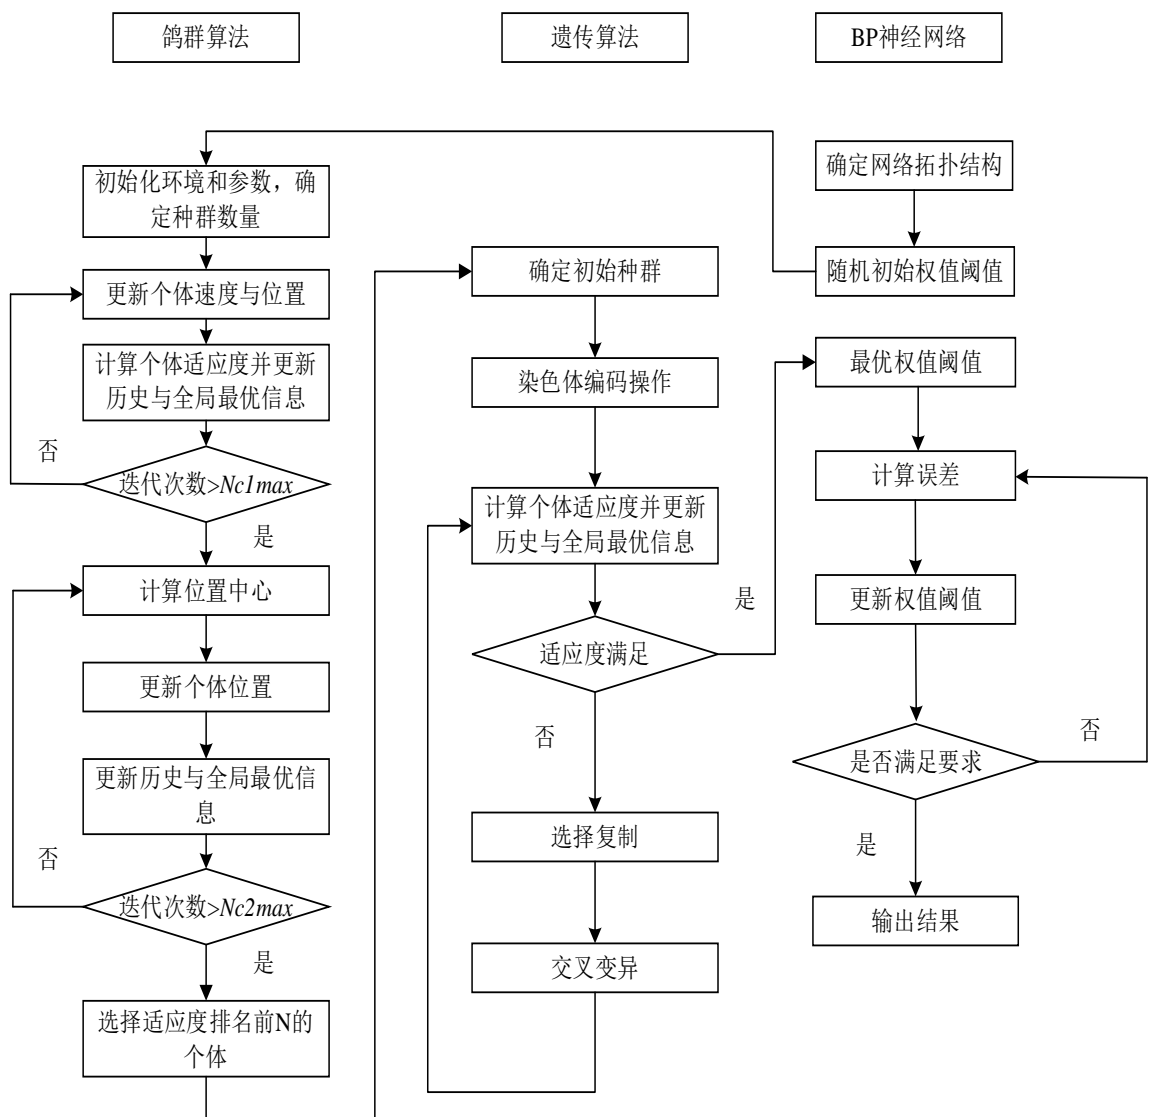 鸽群算法
遗传算法
BP神经网络
初始化环境和参数，确
定种群数量
更新个体速度与位置
计算个体适应度并更新
历史与全局最优信息
否
迭代次数>Nc1max
是
计算位置中心
更新个体位置
更新历史与全局最优信
息
否
迭代次数>Nc2max
是
选择适应度排名前N的
个体
确定初始种群
染色体编码操作
计算个体适应度并更新
历史与全局最优信息
是
适应度满足
否
选择复制
交叉变异
确定网络拓扑结构
随机初始权值阈值
最优权值阈值
计算误差
更新权值阈值
否
是否满足要求
是
输出结果